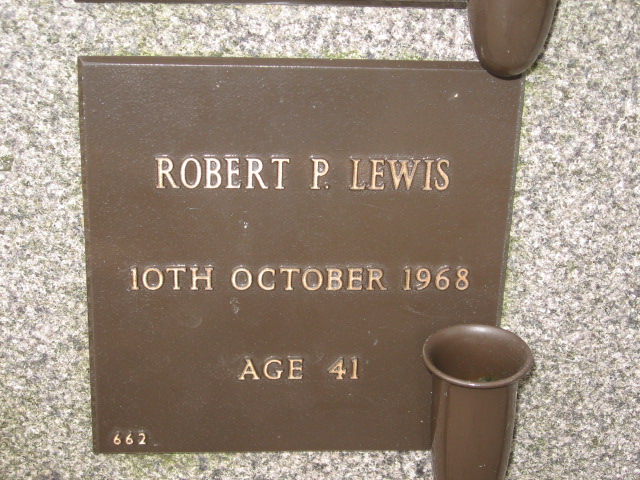 ROBERT P. LEWIS
10TH OCTOBER 1968
AGE 41
662